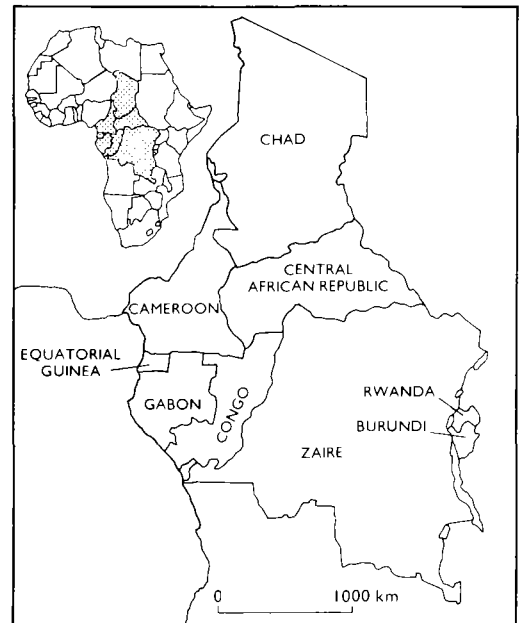 CHAD
CENTRAL
AFRICAN REPUBLIC
CAMEROON
EQUATORIAL
GUINEA
GABON
CONGO
RWANDA
BURUNDI
ZAIRE
0 1000 km